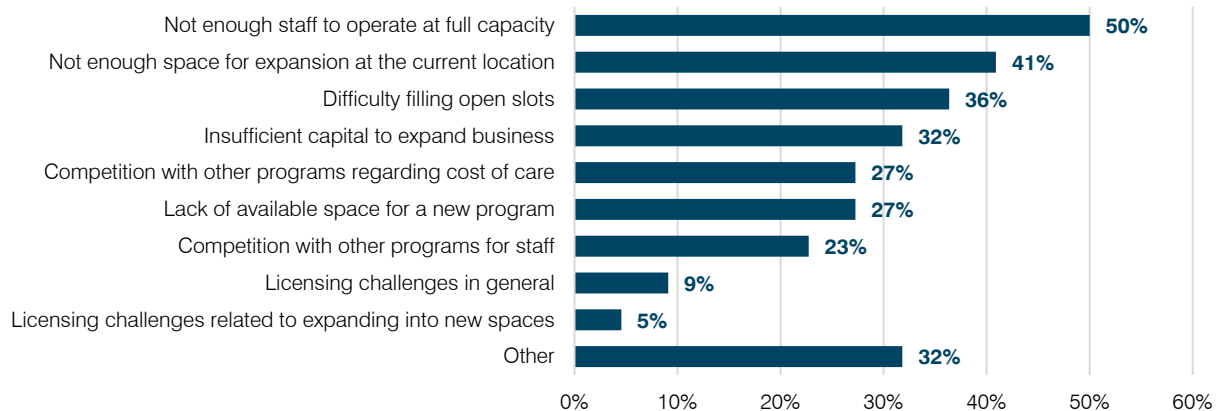 Not enough staff to operate at full capacity 50%
Not enough space for expansion at the current location 41%
Difficulty filling open slots 36%
Insufficient capital to expand business 32%
Competition with other programs regarding cost of care 27%
Lack of available space for a new program 27%
Competition with other programs for staff 23%
Licensing challenges in general 9%
Licensing challenges related to expanding into new spaces 5%
Other 32%
0% 10% 20% 30% 40% 50% 60%